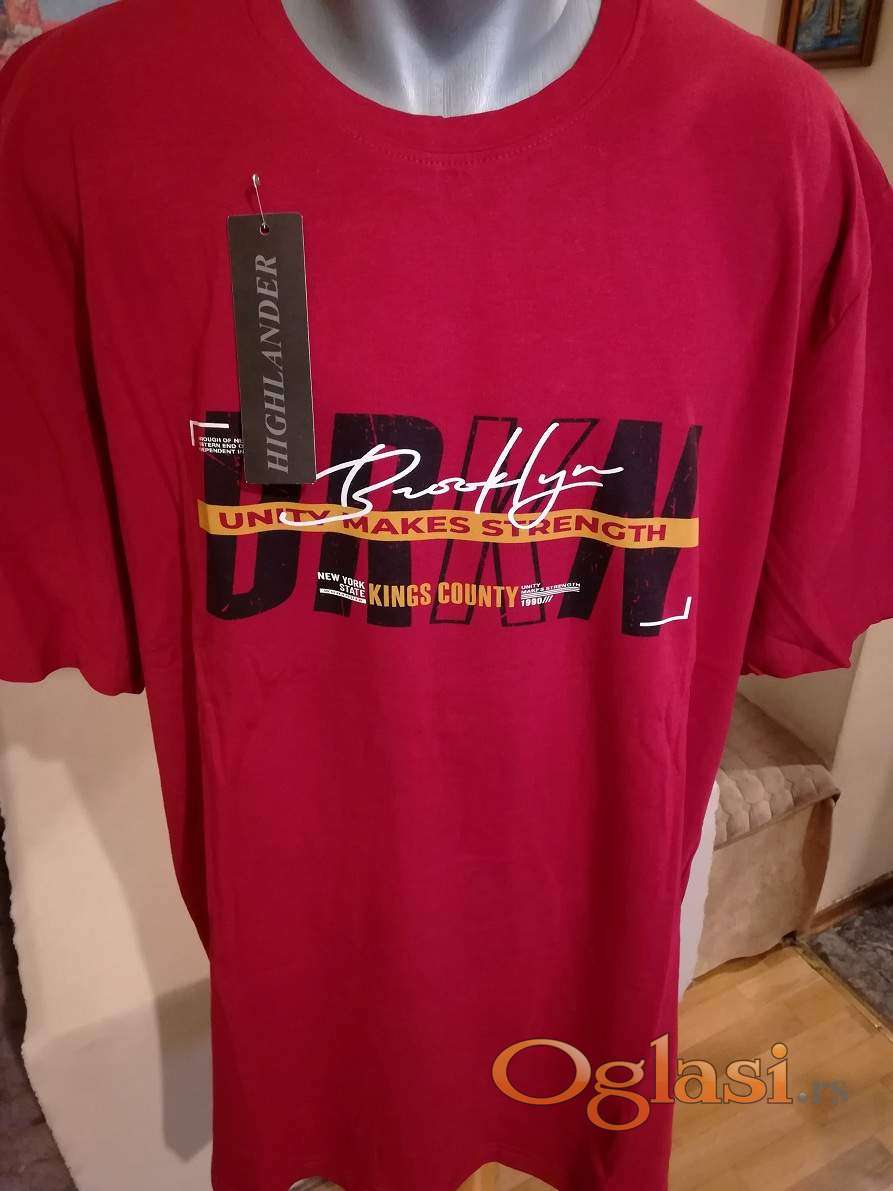 HIGHLANDER
BRKN
Brooklyn
UNITY MAKES STRENGTH
NEW YORK
STATE
KINGS COUNTY
UNITY
MAKES STRENGTH
1990///
Oglasi.rs